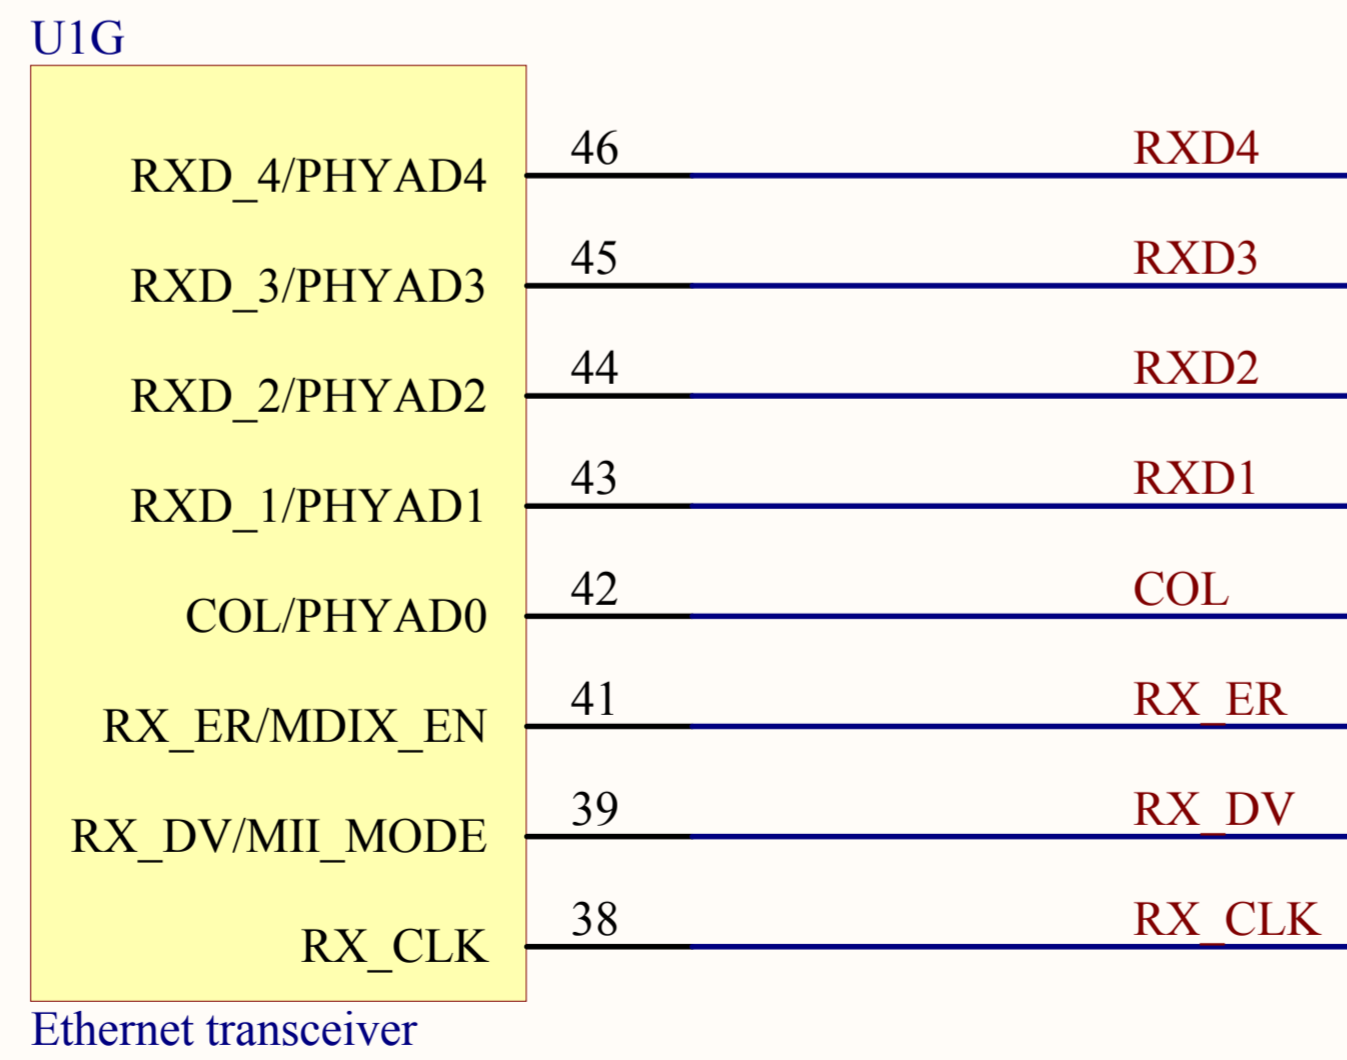 U1G
RXD_4/PHYAD4 46 RXD4
RXD_3/PHYAD3 45 RXD3
RXD_2/PHYAD2 44 RXD2
RXD_1/PHYAD1 43 RXD1
COL/PHYAD0 42 COL
RX_ER/MDIX_EN 41 RX_ER
RX_DV/MII_MODE 39 RX_DV
RX_CLK 38 RX_CLK
Ethernet transceiver